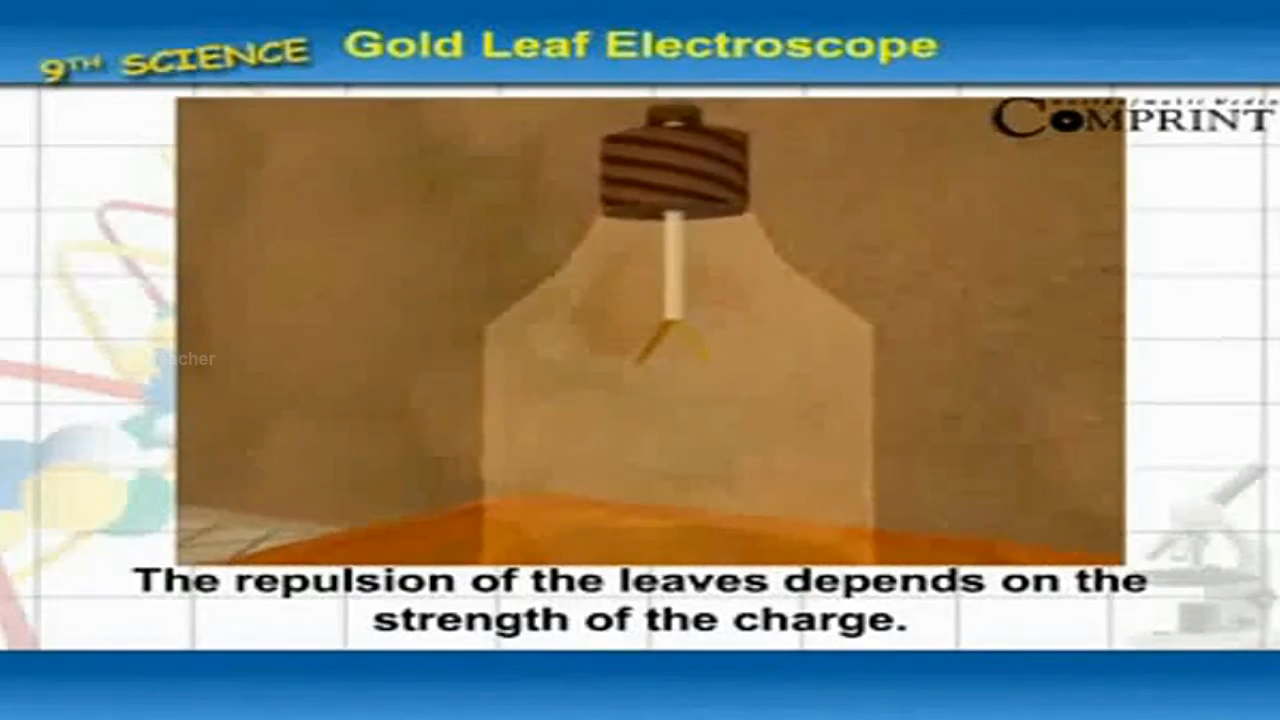 9TH SCIENCE
Gold Leaf Electroscope
COMPRINT
The repulsion of the leaves depends on the
strength of the charge.